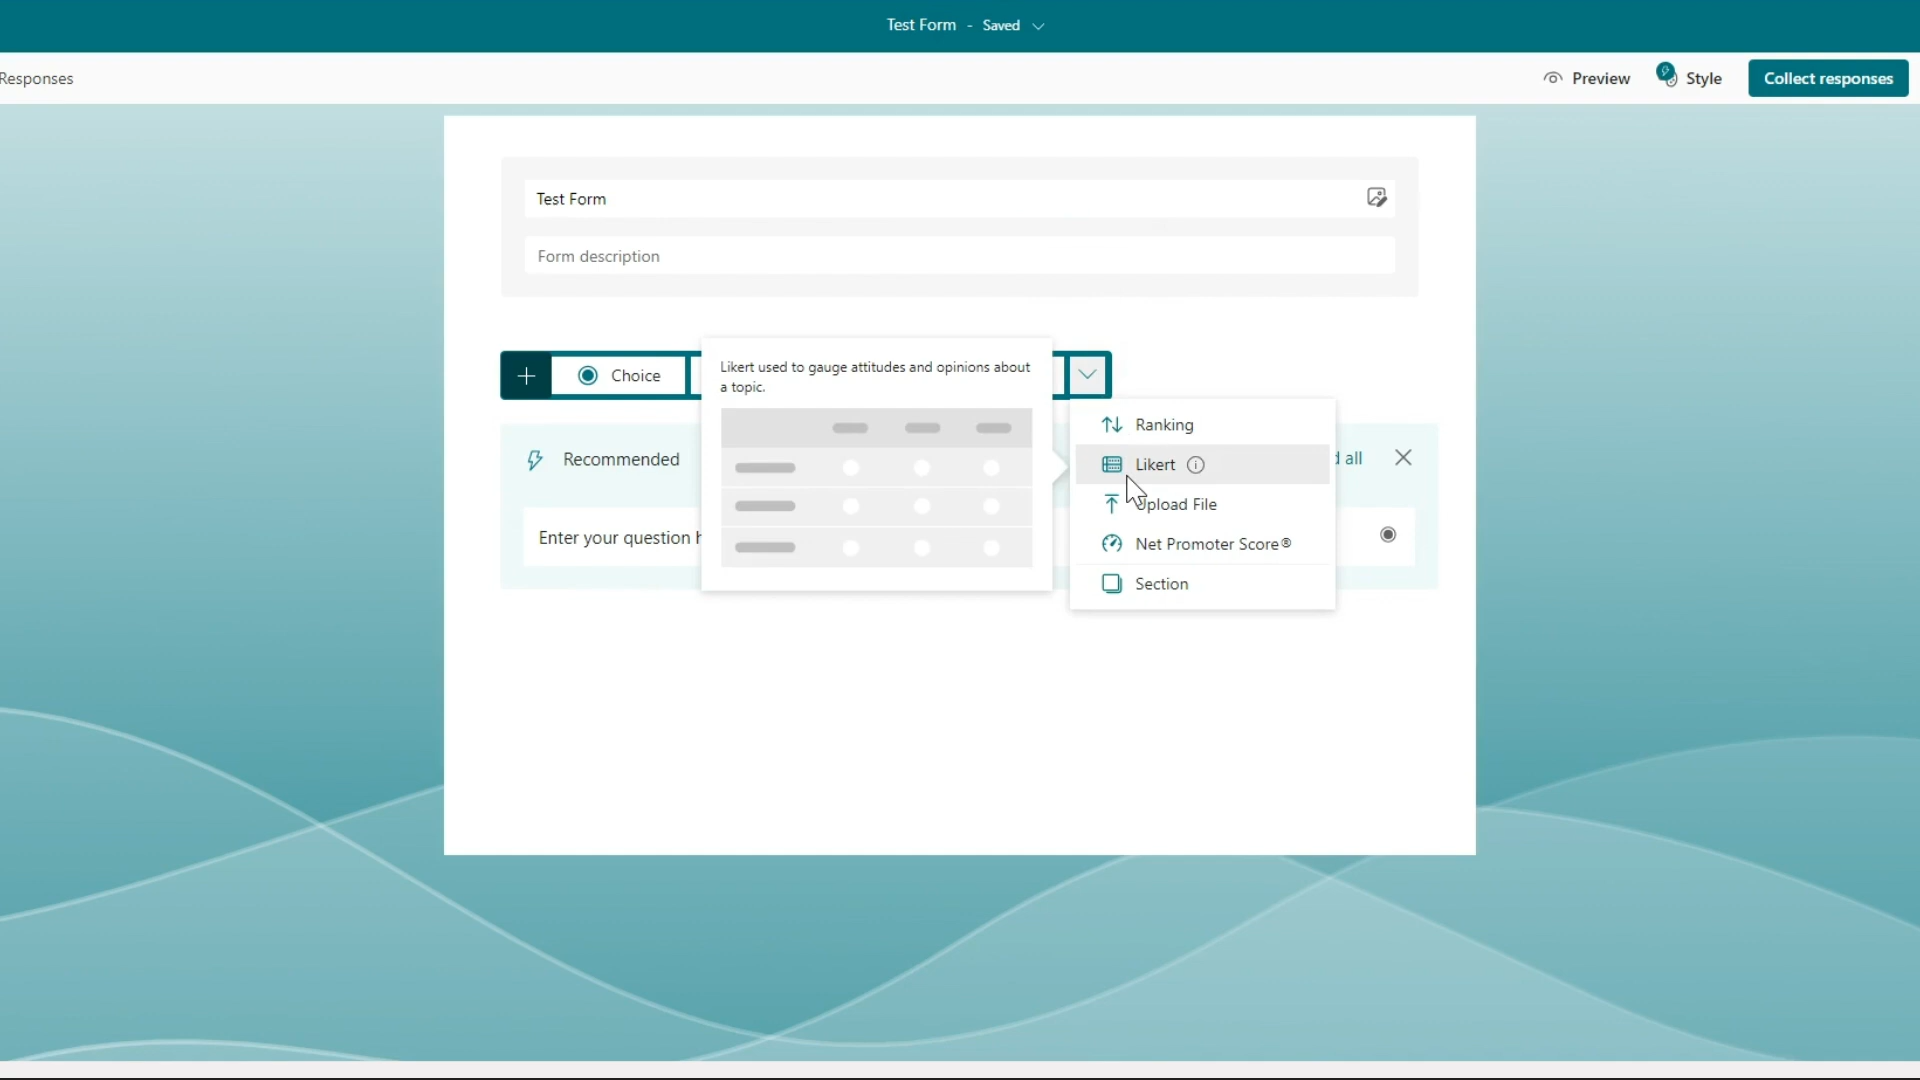 Test Form - Saved
Responses
Preview
Style
Collect responses
Test Form
Form description
Choice
Likert used to gauge attitudes and opinions about
a topic.
Ranking
Likert
Upload File
Net Promoter Score®
Section
Recommended
all
Enter your question